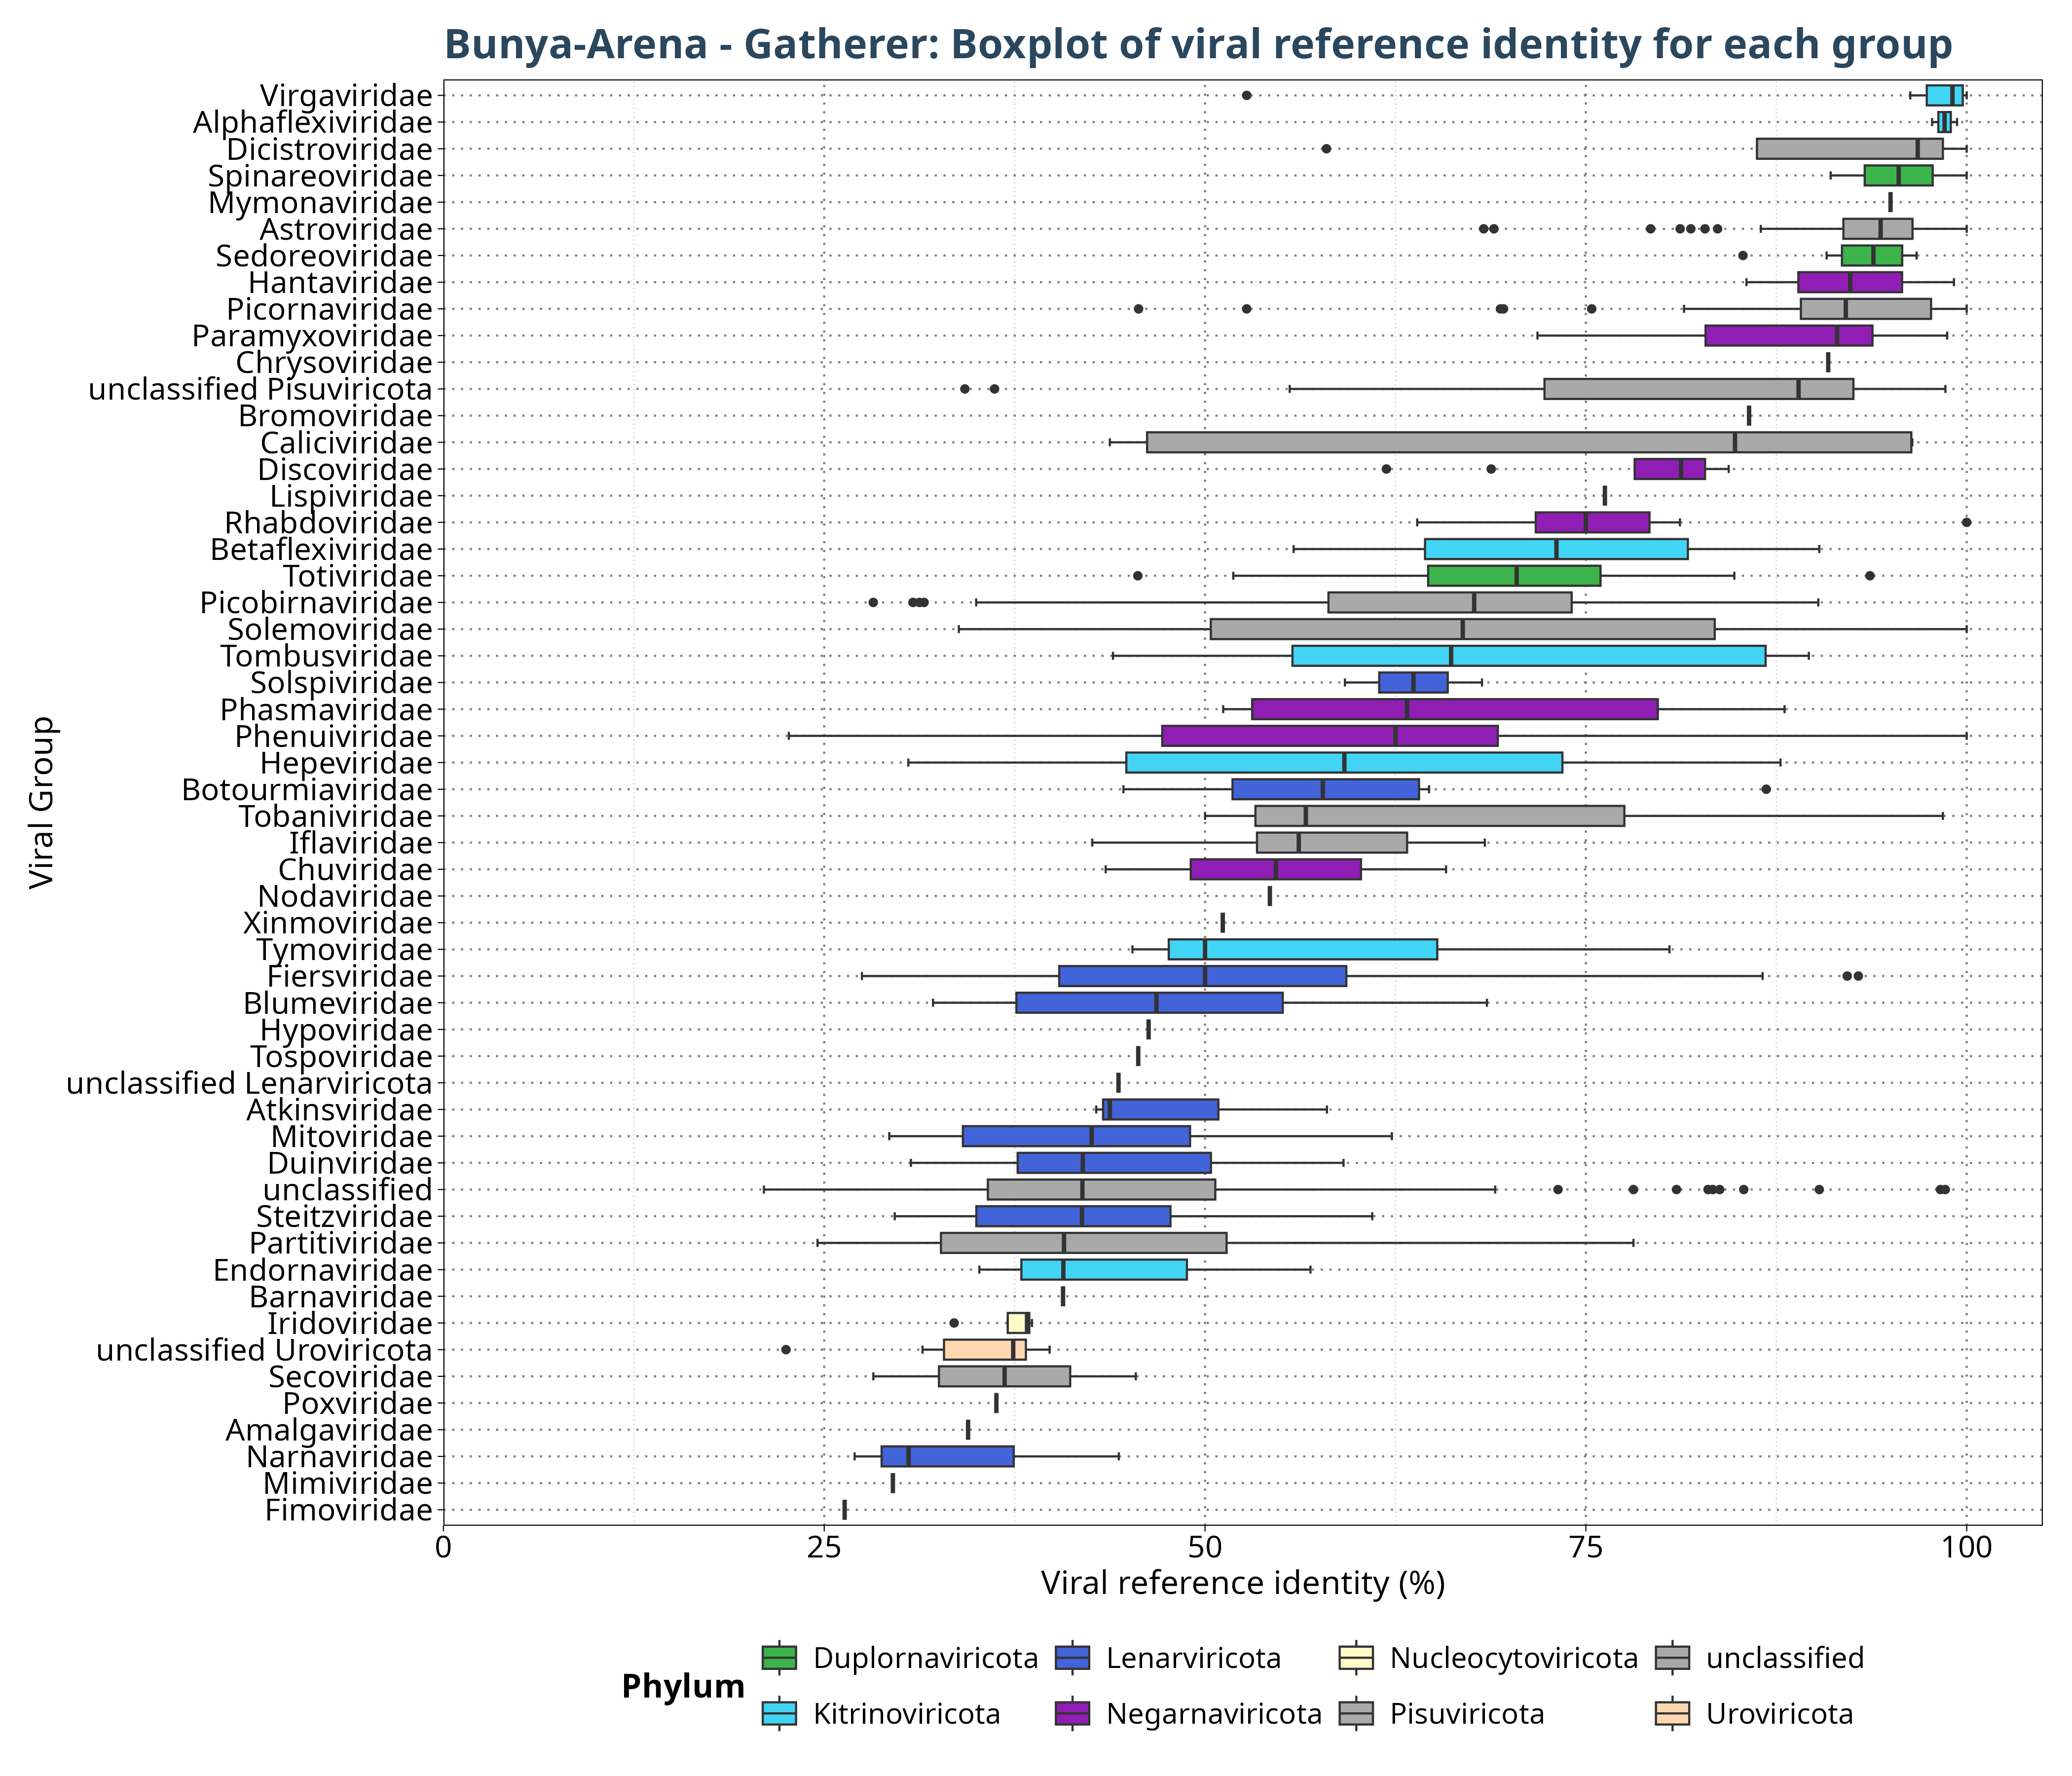 Bunya-Arena - Gatherer: Boxplot of viral reference identity for each group
Viral Group
Virgaviridae
Alphaflexiviridae
Dicistroviridae
Spinareoviridae
Mymonaviridae
Astroviridae
Sedoreoviridae
Hantaviridae
Picornaviridae
Paramyxoviridae
Chrysoviridae
unclassified Pisuviricota
Bromoviridae
Caliciviridae
Discoviridae
Lispiviridae
Rhabdoviridae
Betaflexiviridae
Totiviridae
Picobirnaviridae
Solemoviridae
Tombusviridae
Solspiviridae
Phasmaviridae
Phenuiviridae
Hepeviridae
Botourmiaviridae
Tobaniviridae
Iflaviridae
Chuviridae
Nodaviridae
Xinmoviridae
Tymoviridae
Fiersviridae
Blumeviridae
Hypoviridae
Tospoviridae
unclassified Lenarviricota
Atkinsviridae
Mitoviridae
Duinviridae
unclassified
Steitzviridae
Partitiviridae
Endornaviridae
Barnaviridae
Iridoviridae
unclassified Uroviricota
Secoviridae
Poxviridae
Amalgaviridae
Narnaviridae
Mimiviridae
Fimoviridae
0 25 50 75 100
Viral reference identity (%)
Phylum
Duplornaviricota Lenarviricota Nucleocytoviricota unclassified
Kitrinoviricota Negarnaviricota Pisuviricota Uroviricota